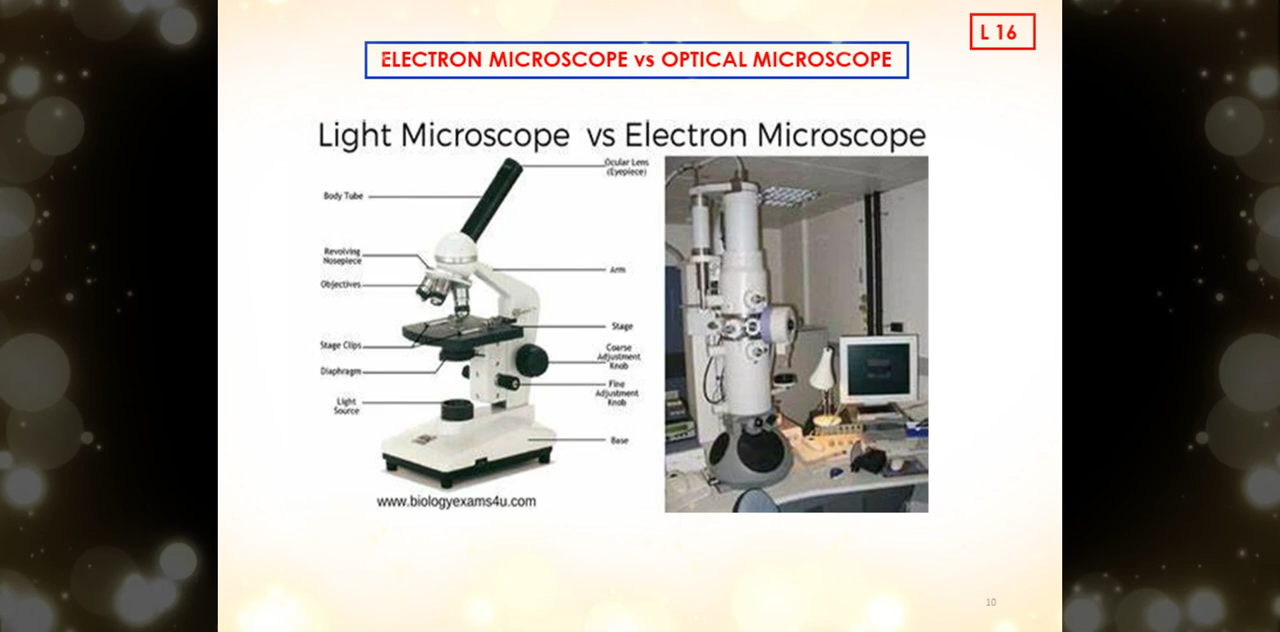 L 16
ELECTRON MICROSCOPE vs OPTICAL MICROSCOPE
Light Microscope vs Electron Microscope
Ocular Lens
(Eyepiece)
Body Tube
Revolving
Nosepiece
Arm
Objectives
Stage
Stage Clips
Coarse
Adjustment
Knob
Diaphragm
Fine
Adjustment
Knob
Light
Source
Base
www.biologyexams4u.com
10